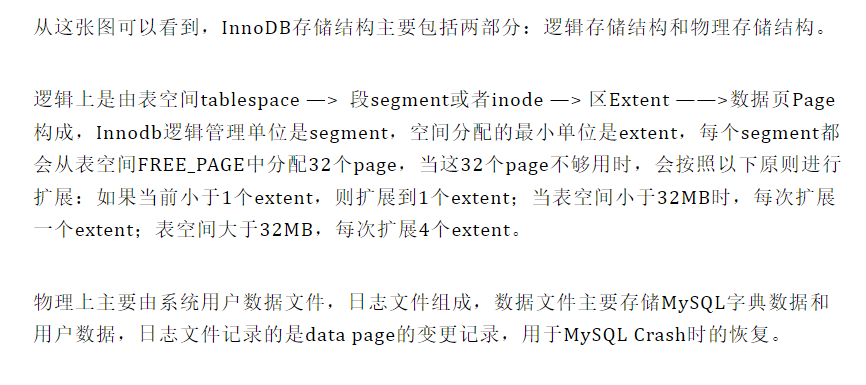 从这张图可以看到，InnoDB存储结构主要包括两部分：逻辑存储结构和物理存储结构。
逻辑上是由表空间tablespace —> 段segment或者inode —> 区Extent ——>数据页Page
构成，Innodb逻辑管理单位是segment，空间分配的最小单位是extent，每个segment都
会从表空间FREE_PAGE中分配32个page，当这32个page不够用时，会按照以下原则进行
扩展：如果当前小于1个extent，则扩展到1个extent；当表空间小于32MB时，每次扩展
一个extent；表空间大于32MB，每次扩展4个extent。
物理上主要由系统用户数据文件，日志文件组成，数据文件主要存储MySQL字典数据和
用户数据，日志文件记录的是data page的变更记录，用于MySQL Crash时的恢复。